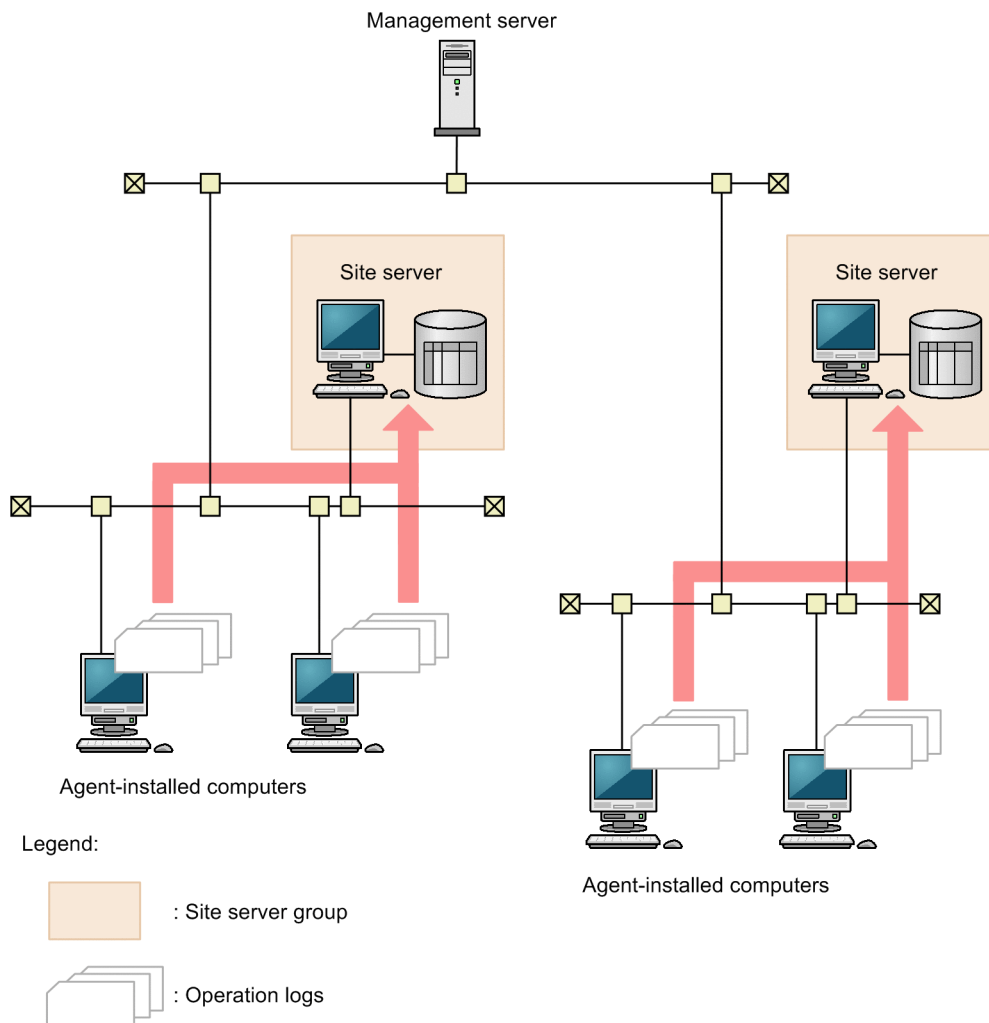 Management server
Site server
Site server
Agent-installed computers
Agent-installed computers
Legend:
: Site server group
: Operation logs